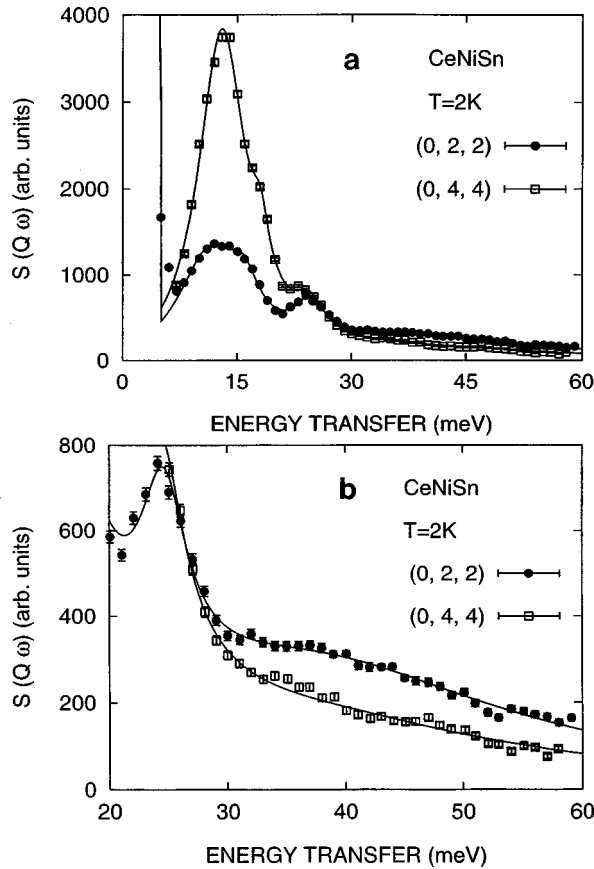 4000
3000
2000
1000
0
S (Q ω) (arb. units)
a
CeNiSn
T=2K
(0, 2, 2)
(0, 4, 4)
0 15 30 45 60
ENERGY TRANSFER (meV)
800
600
400
200
0
S (Q ω) (arb. units)
b
CeNiSn
T=2K
(0, 2, 2)
(0, 4, 4)
20 30 40 50 60
ENERGY TRANSFER (meV)